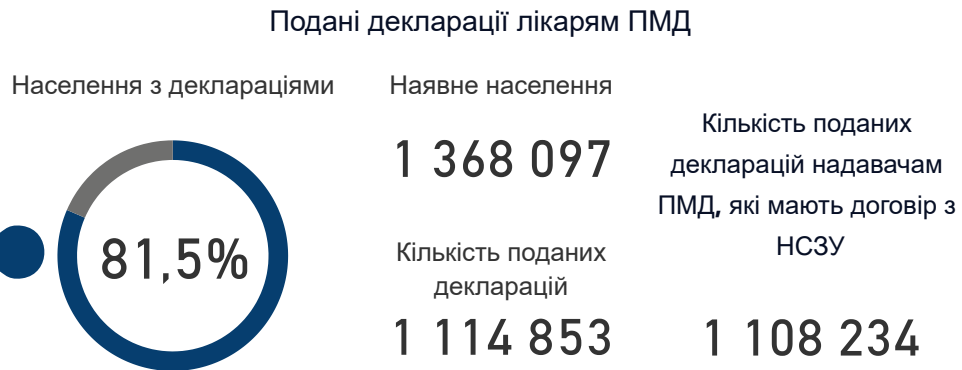 Подані декларації лікарям ПМД
Населення з деклараціями
81,5%
Наявне населення
1 368 097
Кількість поданих
декларацій
1 114 853
Кількість поданих
декларацій надавачам
ПМД, які мають договір з
НСЗУ
1 108 234